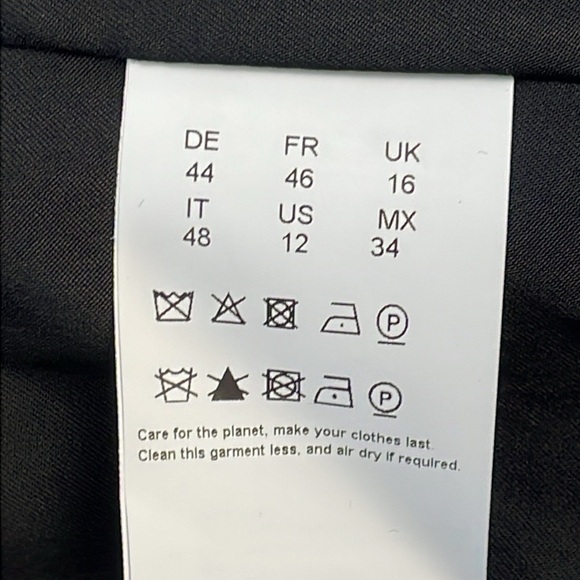 DE FR UK
44 46 16
IT US MX
48 12 34
P
P
Care for the planet, make your clothes last.
Clean this garment less, and air dry if required.